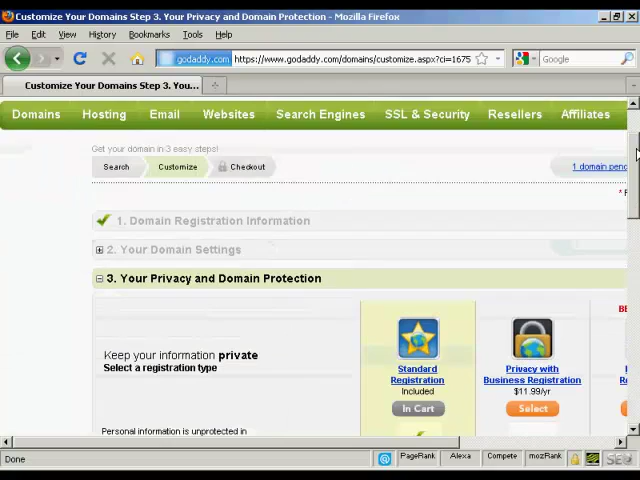 Customize Your Domains Step 3. Your Privacy and Domain Protection - Mozilla Firefox
File Edit View History Bookmarks Tools Help
godaddy.com https://www.godaddy.com/domains/customize.aspx?ci=1675 Google
Customize Your Domains Step 3. You...
Domains Hosting Email Websites Search Engines SSL & Security Resellers Affiliates
Get your domain in 3 easy steps!
Search Customize Checkout 1 domain pend
1. Domain Registration Information
2. Your Domain Settings
3. Your Privacy and Domain Protection
BE
Keep your information private
Select a registration type
Standard Registration
Included
In Cart
Privacy with Business Registration
$11.99/yr
Select
Personal information is unprotected in
Done PageRank Alexa Compete mozRank